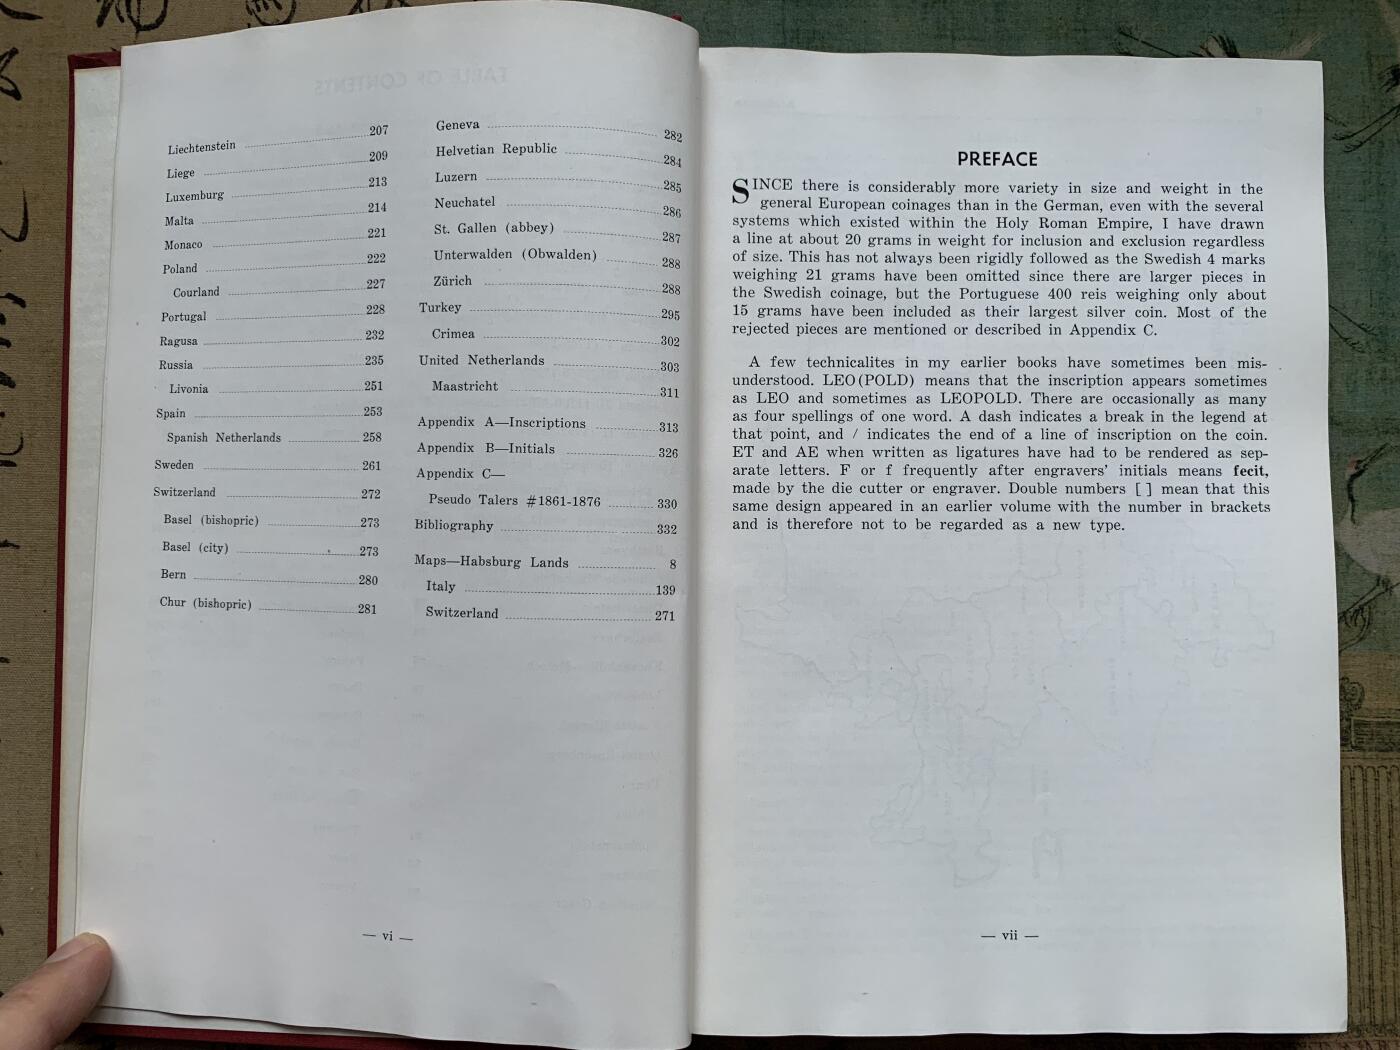 Liechtenstein 207
Liege 209
Luxemburg 213
Malta 214
Monaco 221
Poland 222
Courland 227
Portugal 228
Ragusa 232
Russia 235
Livonia 251
Spain 253
Spanish Netherlands 258
Sweden 261
Switzerland 272
Basel (bishopric) 273
Basel (city) 273
Bern 280
Chur (bishopric) 281
Geneva 282
Helvetian Republic 284
Luzern 285
Neuchatel 286
St. Gallen (abbey) 287
Unterwalden (Obwalden) 288
Zürich 288
Turkey 295
Crimea 302
United Netherlands 303
Maastricht 311
Appendix A—Inscriptions 313
Appendix B—Initials 326
Appendix C—
Pseudo Talers #1861-1876 330
Bibliography 332
Maps—Habsburg Lands 8
Italy 139
Switzerland 271
— vi —
PREFACE
SINCE there is considerably more variety in size and weight in the
general European coinages than in the German, even with the several
systems which existed within the Holy Roman Empire, I have drawn
a line at about 20 grams in weight for inclusion and exclusion regardless
of size. This has not always been rigidly followed as the Swedish 4 marks
weighing 21 grams have been omitted since there are larger pieces in
the Swedish coinage, but the Portuguese 400 reis weighing only about
15 grams have been included as their largest silver coin. Most of the
rejected pieces are mentioned or described in Appendix C.
A few technicalites in my earlier books have sometimes been mis-
understood. LEO(POLD) means that the inscription appears sometimes
as LEO and sometimes as LEOPOLD. There are occasionally as many
as four spellings of one word. A dash indicates a break in the legend at
that point, and / indicates the end of a line of inscription on the coin.
ET and AE when written as ligatures have had to be rendered as sep-
arate letters. F or f frequently after engravers' initials means fecit,
made by the die cutter or engraver. Double numbers [ ] mean that this
same design appeared in an earlier volume with the number in brackets
and is therefore not to be regarded as a new type.
— vii —